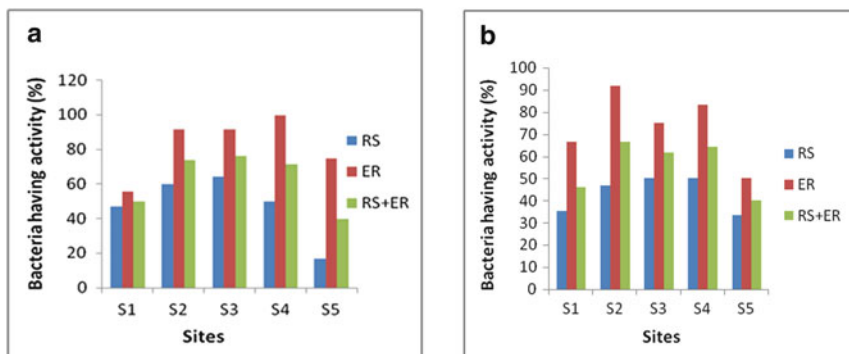 a
Bacteria having activity (%)
120
100
80
60
40
20
0
S1 S2 S3 S4 S5
Sites
RS
ER
RS+ER
b
Bacteria having activity (%)
100
90
80
70
60
50
40
30
20
10
0
S1 S2 S3 S4 S5
Sites
RS
ER
RS+ER